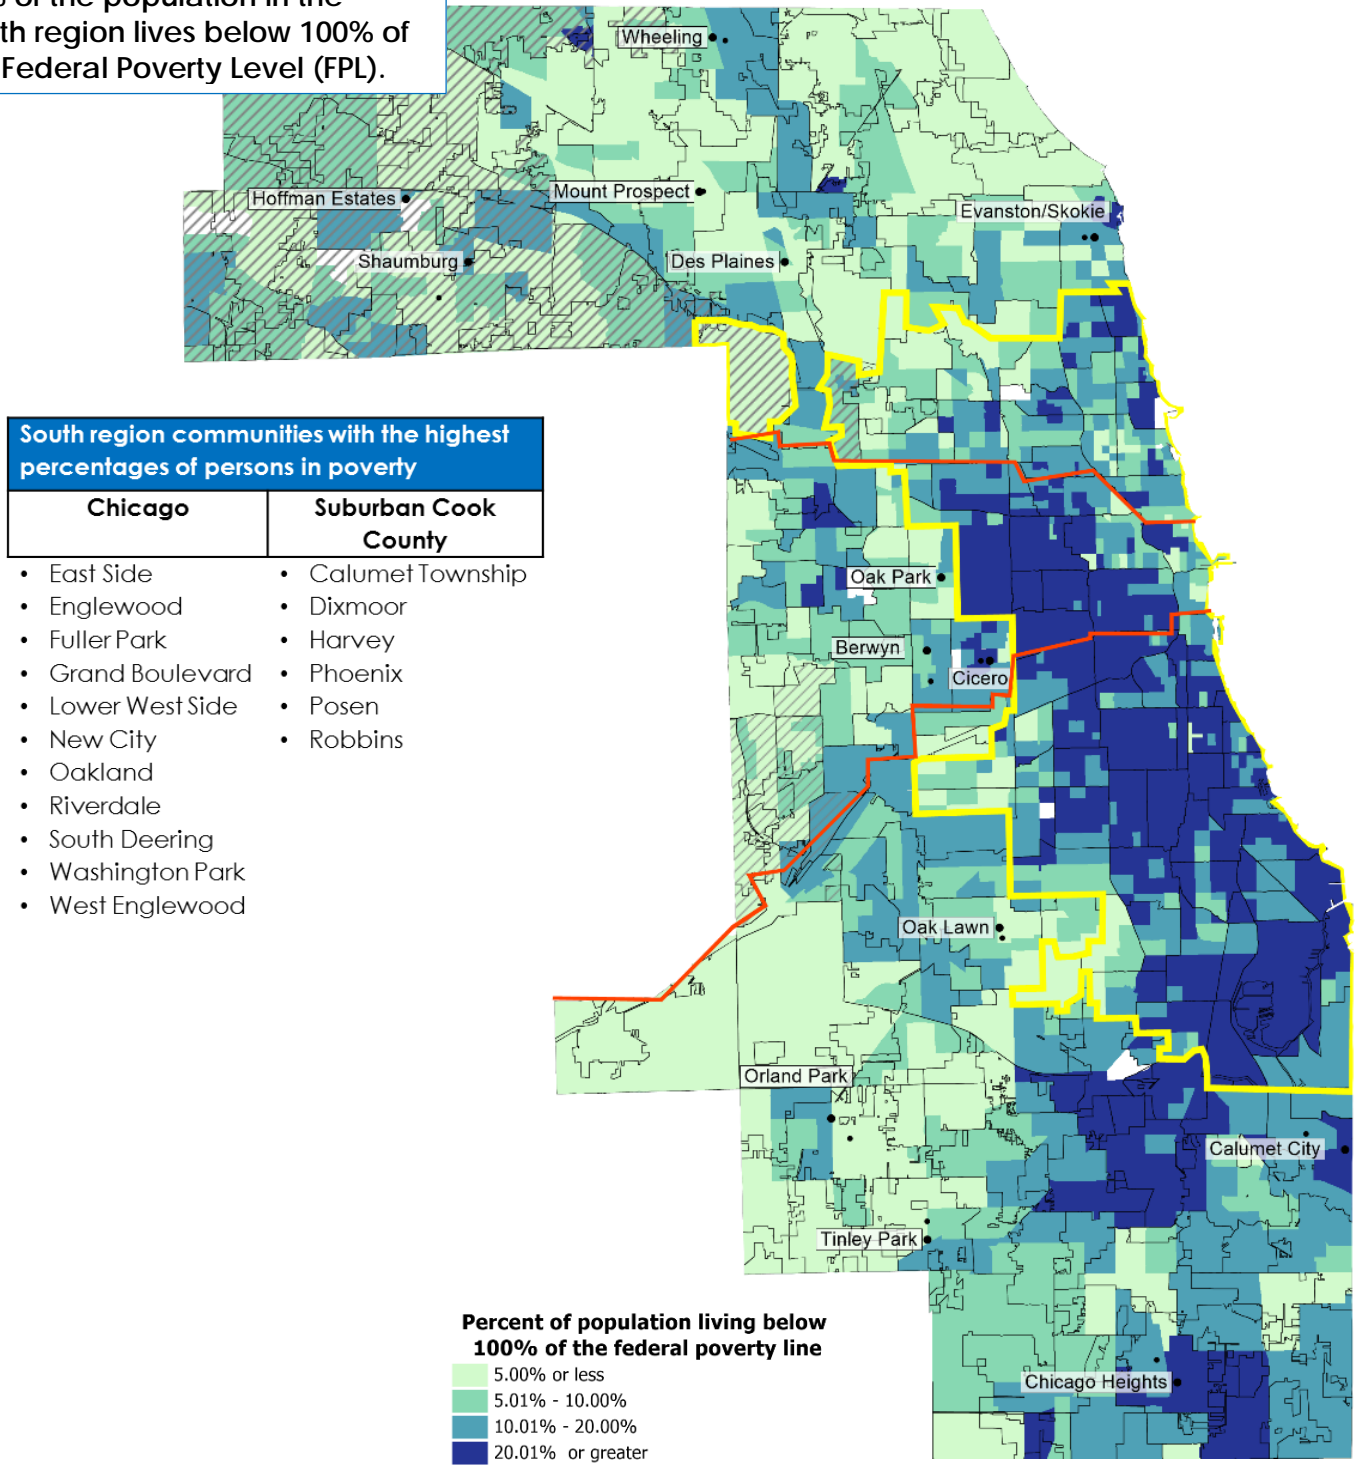 of the population in the
th region lives below 100% of
Federal Poverty Level (FPL).
Wheeling
Hoffman Estates
Mount Prospect
Evanston/Skokie
Shaumburg
Des Plaines
South region communities with the highest
percentages of persons in poverty
Chicago
Suburban Cook
County
• East Side
• Englewood
• Fuller Park
• Grand Boulevard
• Lower West Side
• New City
• Oakland
• Riverdale
• South Deering
• Washington Park
• West Englewood
• Calumet Township
• Dixmoor
• Harvey
• Phoenix
• Posen
• Robbins
Oak Park
Berwyn
Cicero
Oak Lawn
Orland Park
Calumet City
Tinley Park
Chicago Heights
Percent of population living below
100% of the federal poverty line
5.00% or less
5.01% - 10.00%
10.01% - 20.00%
20.01% or greater